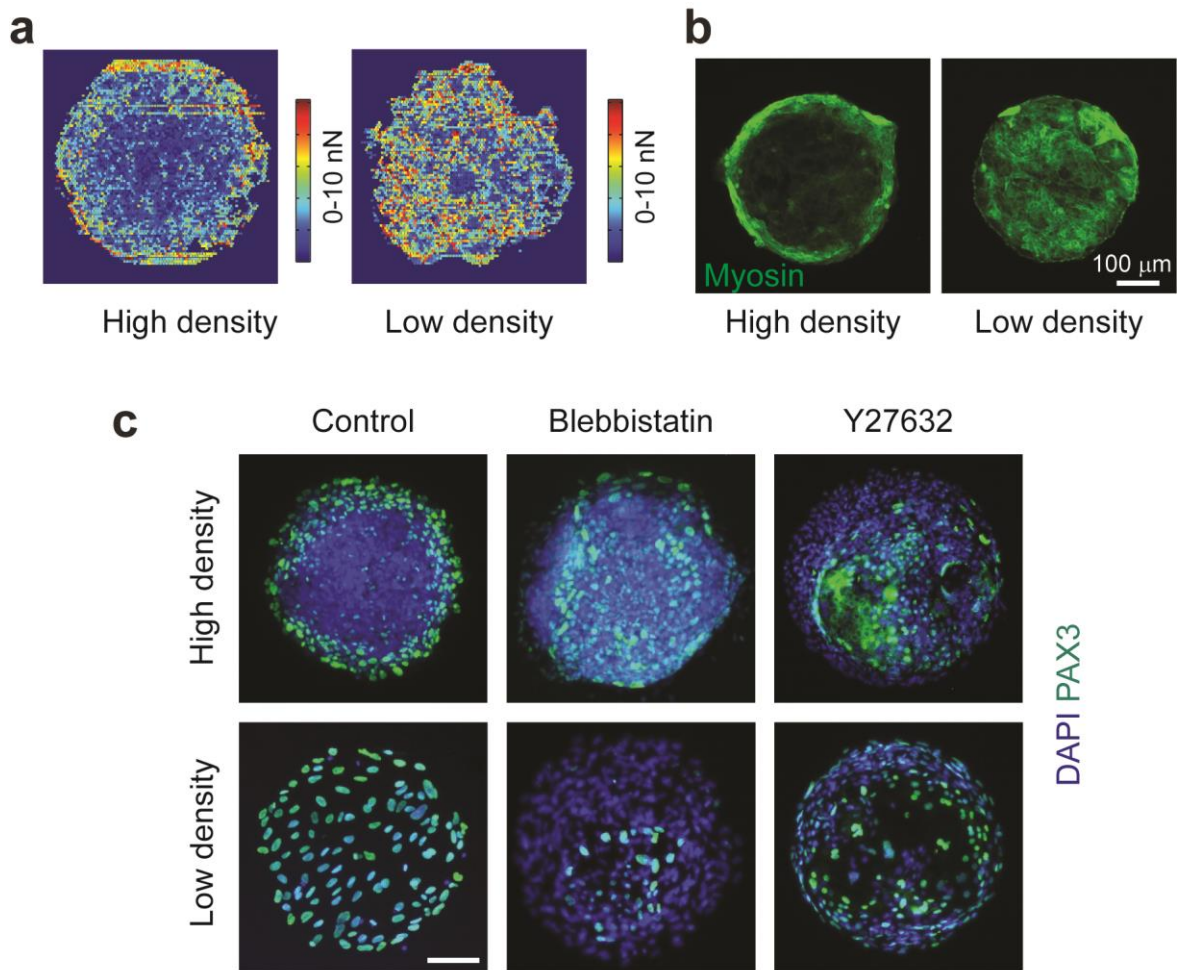 a
0-10 nN
0-10 nN
High density
Low density
b
Myosin
100 μm
High density
Low density
c
Control
Blebbistatin
Y27632
High density
Low density
DAPI PAX3